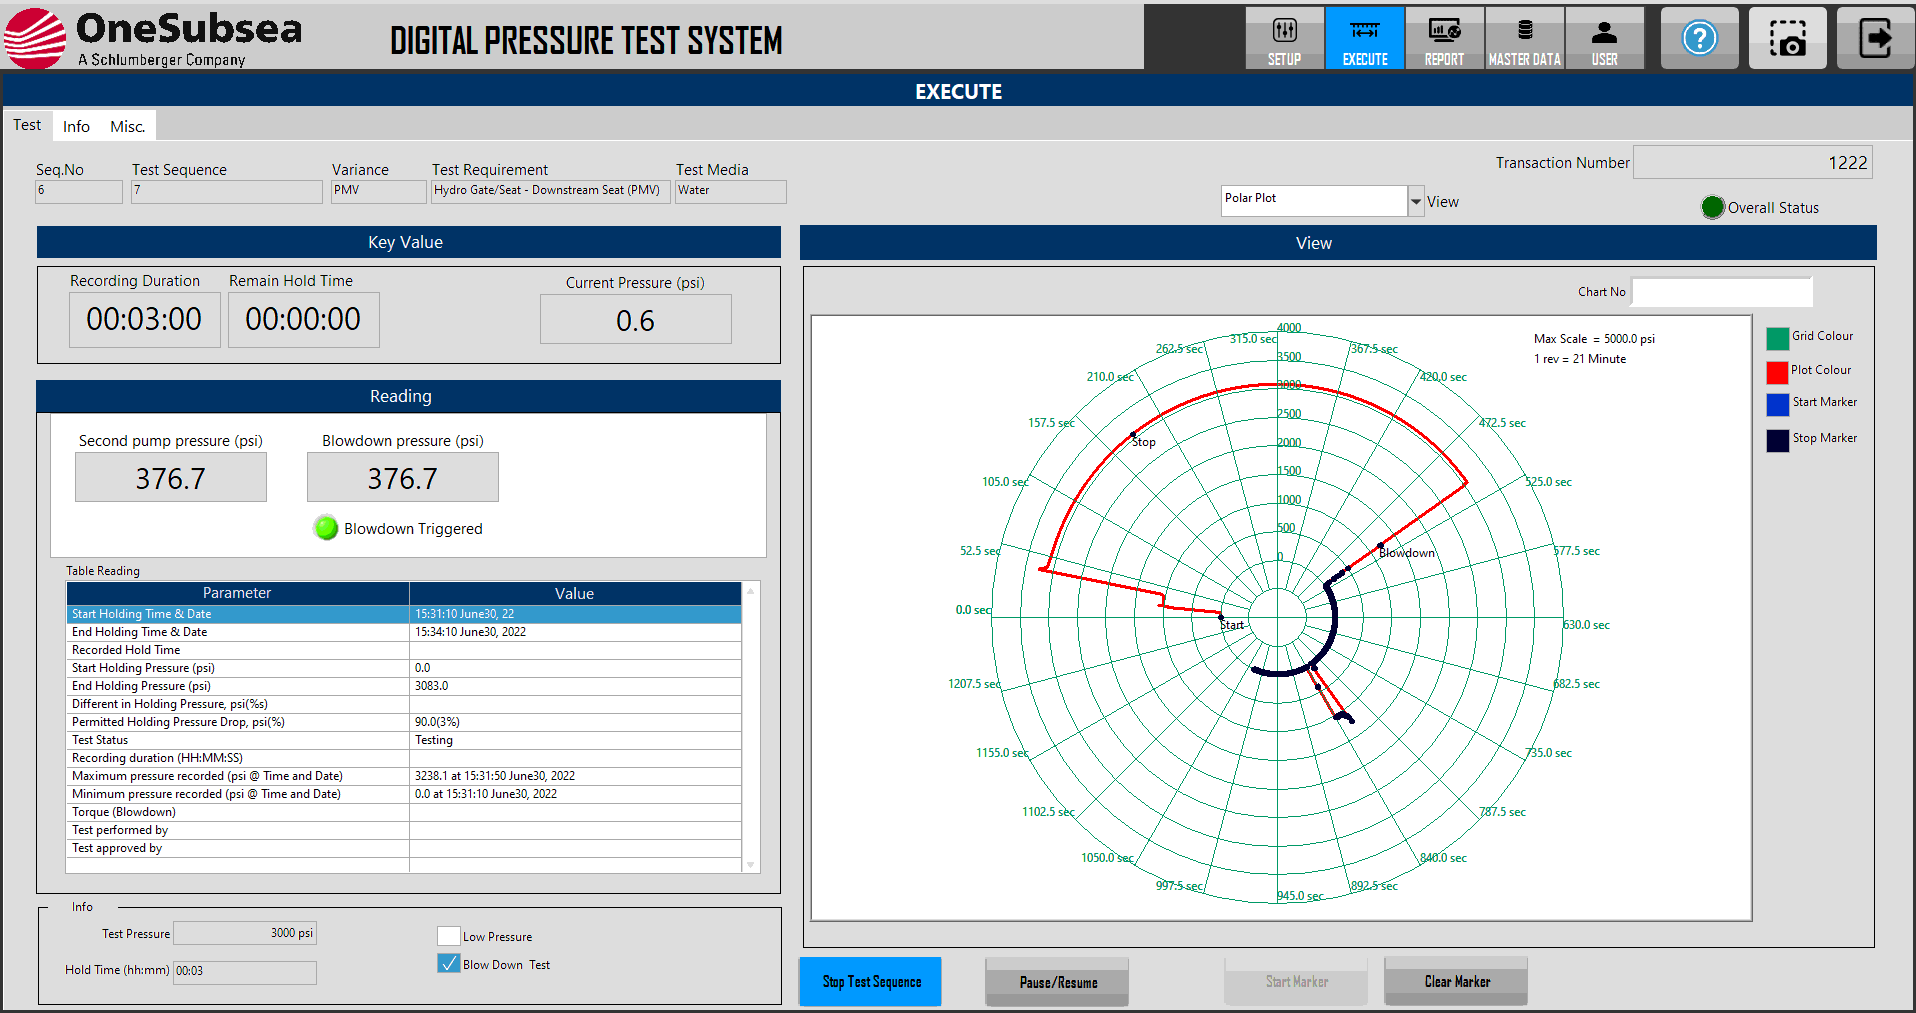 OneSubsea
A Schlumberger Company
DIGITAL PRESSURE TEST SYSTEM
SETUP
EXECUTE
REPORT
MASTER DATA
USER
?
EXECUTE
Test
Info
Misc.
Seq.No
Test Sequence
Variance
Test Requirement
Test Media
6
7
PMV
Hydro Gate/Seat - Downstream Seat (PMV)
Water
Transaction Number
1222
Polar Plot
View
Overall Status
Key Value
Recording Duration
Remain Hold Time
Current Pressure (psi)
00:03:00
00:00:00
0.6
Reading
Second pump pressure (psi)
Blowdown pressure (psi)
376.7
376.7
Blowdown Triggered
Table Reading
Parameter Value
Start Holding Time & Date 15:31:10 June30, 22
End Holding Time & Date 15:34:10 June30, 2022
Recorded Hold Time
Start Holding Pressure (psi) 0.0
End Holding Pressure (psi) 3083.0
Different in Holding Pressure, psi(%s)
Permitted Holding Pressure Drop, psi(%) 90.0(3%)
Test Status Testing
Recording duration (HH:MM:SS)
Maximum pressure recorded (psi @ Time and Date) 3238.1 at 15:31:50 June30, 2022
Minimum pressure recorded (psi @ Time and Date) 0.0 at 15:31:10 June30, 2022
Torque (Blowdown)
Test performed by
Test approved by
Info
Test Pressure 3000 psi
Hold Time (hh:mm) 00:03
Low Pressure
Blow Down Test
View
Chart No
Max Scale = 5000.0 psi
1 rev = 21 Minute
Grid Colour
Plot Colour
Start Marker
Stop Marker
4000
3500
3000
2500
2000
1500
1000
500
0
0.0 sec
52.5 sec
105.0 sec
157.5 sec
210.0 sec
262.5 sec
315.0 sec
367.5 sec
420.0 sec
472.5 sec
525.0 sec
577.5 sec
630.0 sec
682.5 sec
735.0 sec
787.5 sec
840.0 sec
892.5 sec
945.0 sec
997.5 sec
1050.0 sec
1102.5 sec
1155.0 sec
1207.5 sec
Stop
Blowdown
Start
Stop Test Sequence
Pause/Resume
Start Marker
Clear Marker